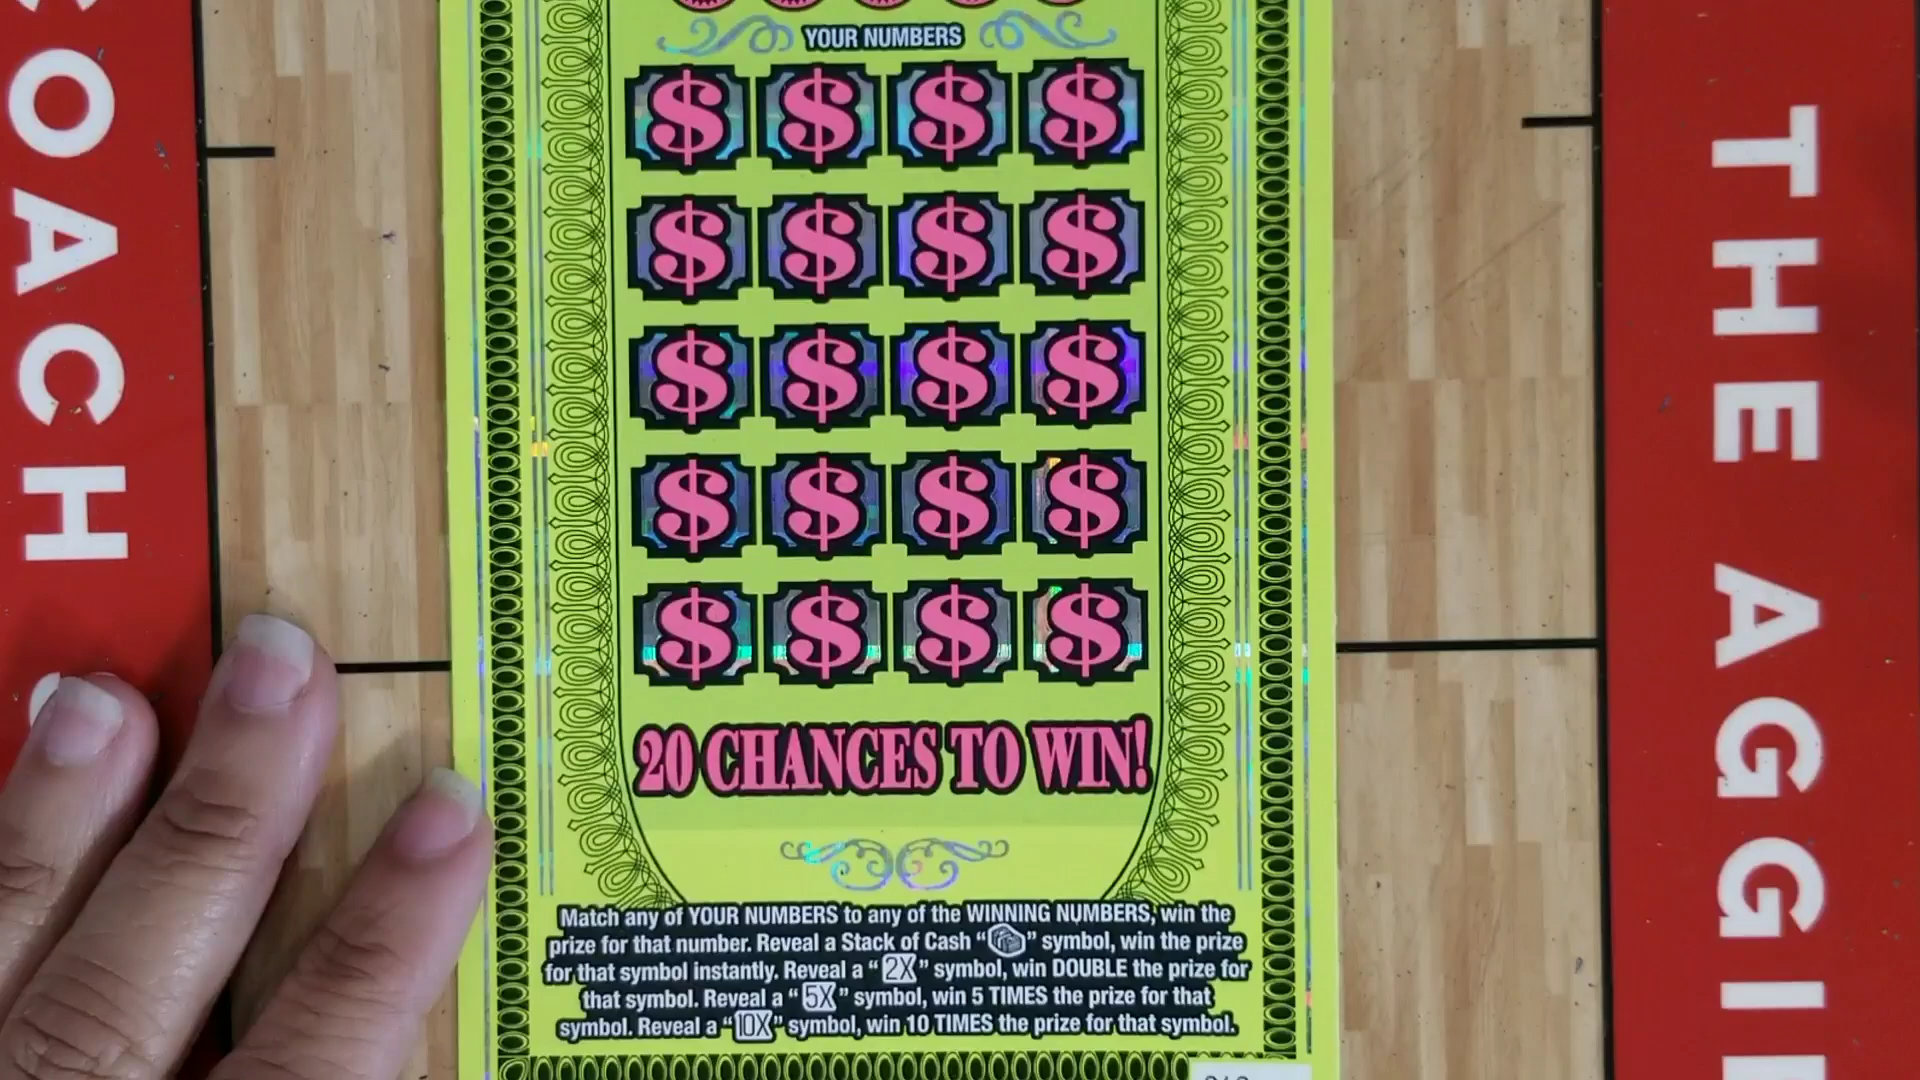 COACH
YOUR NUMBERS
$ $ $ $
$ $ $ $
$ $ $ $
$ $ $ $
$ $ $ $
20 CHANCES TO WIN!
Match any of YOUR NUMBERS to any of the WINNING NUMBERS, win the
prize for that number. Reveal a Stack of Cash “ ” symbol, win the prize
for that symbol instantly. Reveal a “2X” symbol, win DOUBLE the prize for
that symbol. Reveal a “5X” symbol, win 5 TIMES the prize for that
symbol. Reveal a “10X” symbol, win 10 TIMES the prize for that symbol.
THE AGGIE